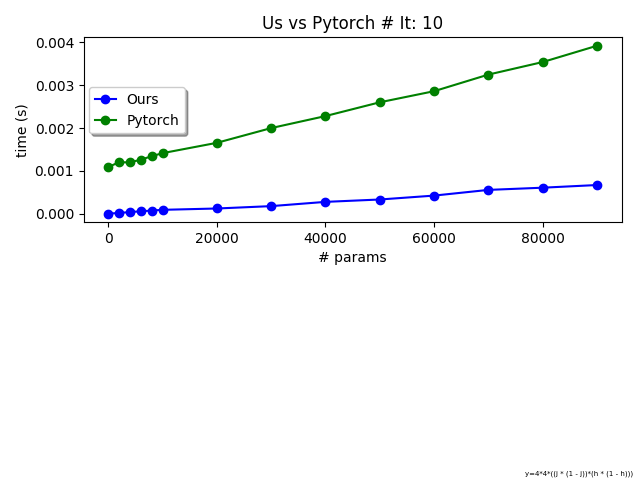 Us vs Pytorch # It: 10
0.004
0.003
0.002
0.001
0.000
time (s)
Ours
Pytorch
0
20000
40000
60000
80000
# params
y=4*4*((j * (1 - j))*(h * (1 - h)))